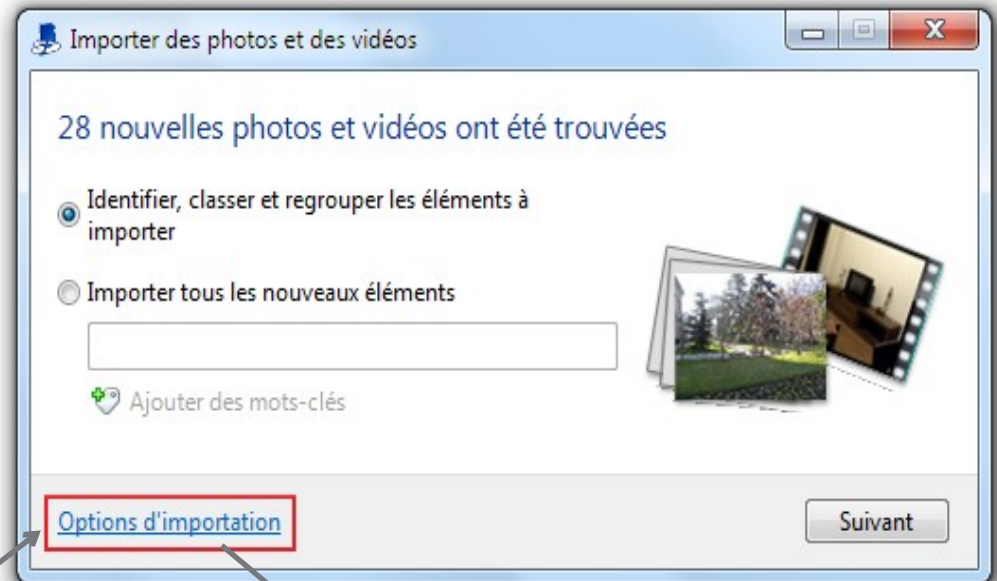 Importer des photos et des vidéos
28 nouvelles photos et vidéos ont été trouvées
Identifier, classer et regrouper les éléments à
importer
Importer tous les nouveaux éléments
Ajouter des mots-clés
Options d'importation
Suivant